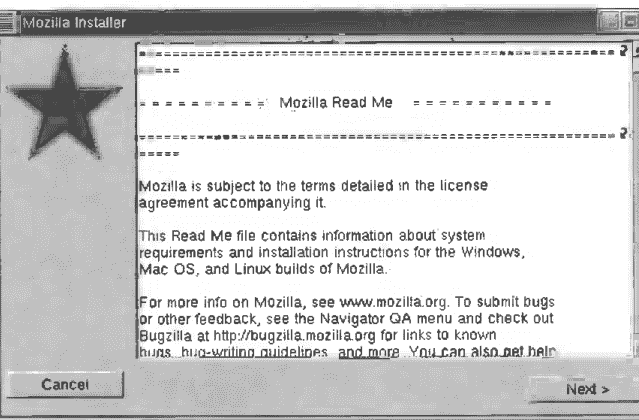 Mozilla Installer
= = = = = = = = = = Mozilla Read Me = = = = = = = = = = =
=====
Mozilla is subject to the terms detailed in the license
agreement accompanying it.
This Read Me file contains information about system
requirements and installation instructions for the Windows,
Mac OS, and Linux builds of Mozilla.
For more info on Mozilla, see www.mozilla.org. To submit bugs
or other feedback, see the Navigator QA menu and check out
Bugzilla at http://bugzilla.mozilla.org for links to known
bugs, bug-writing guidelines, and more. You can also get help
Cancel
Next >